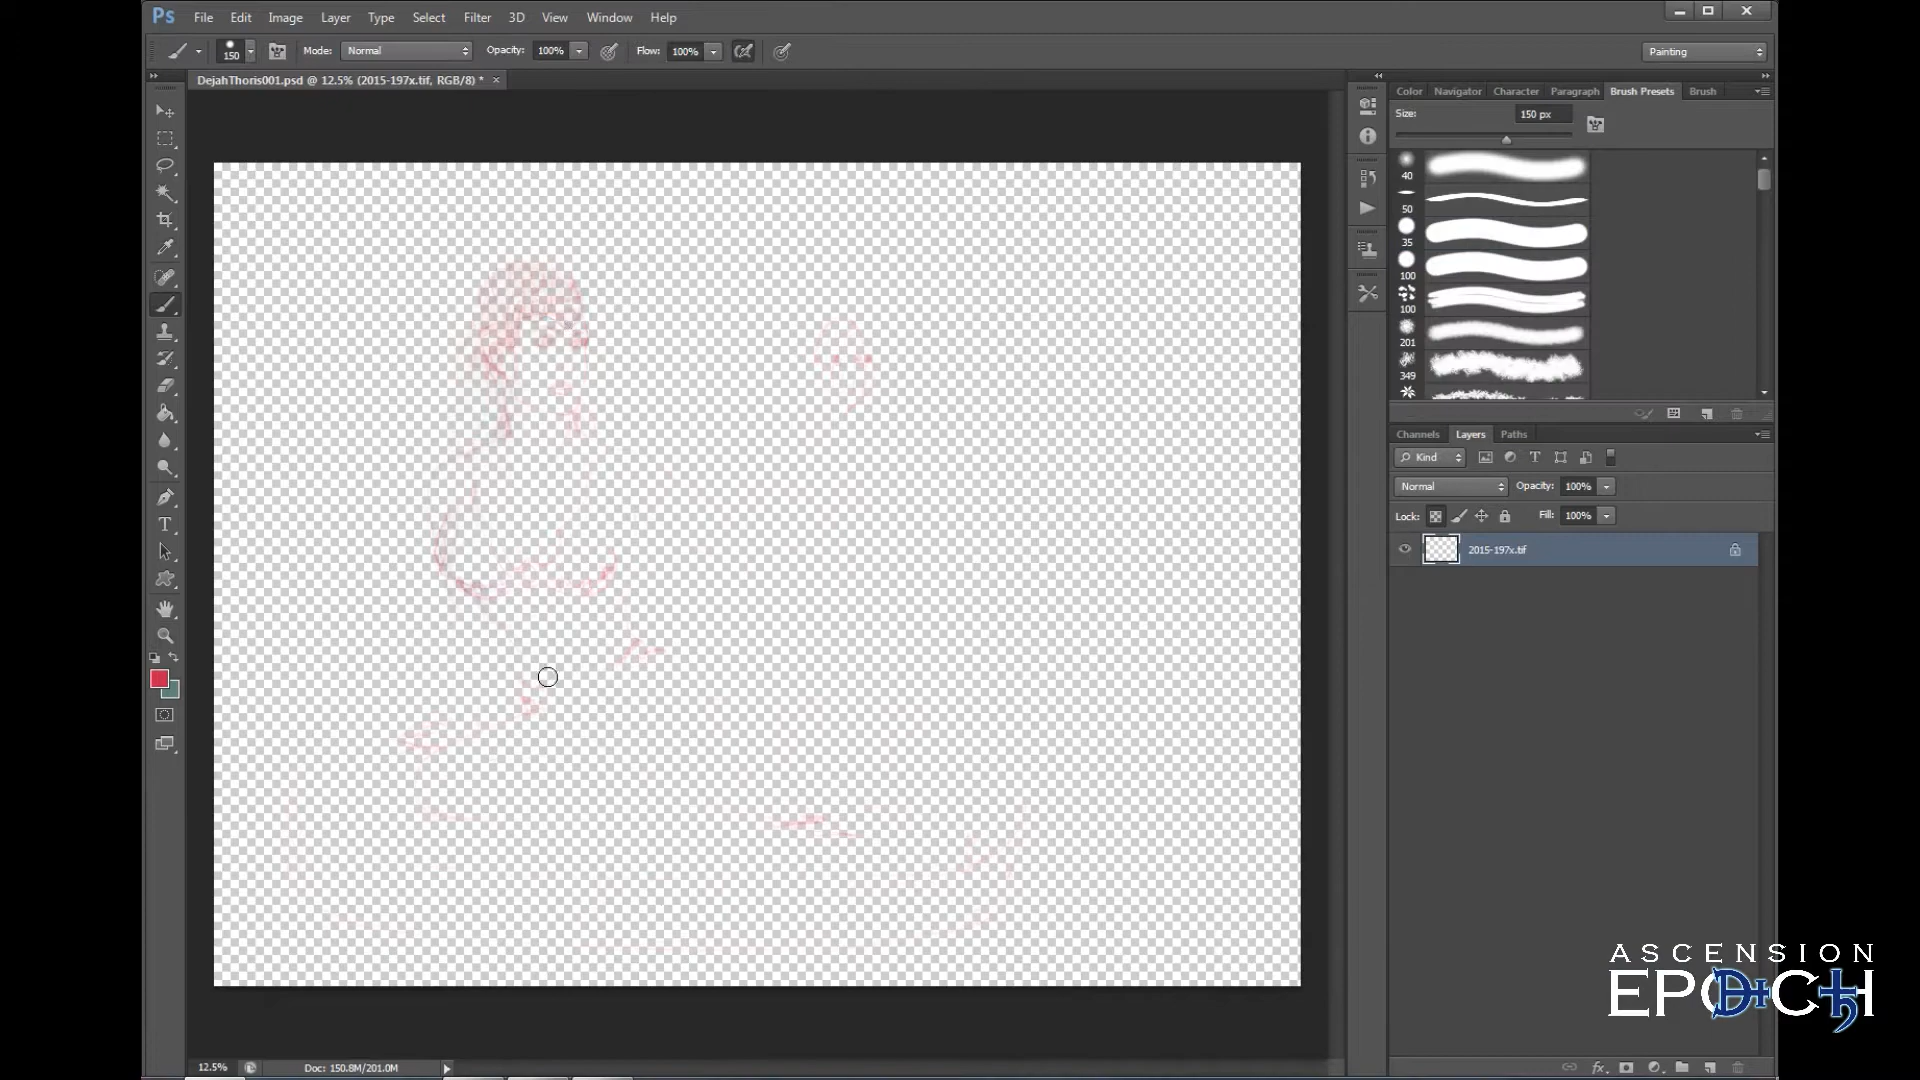 Ps File Edit Image Layer Type Select Filter 3D View Window Help
150 Mode: Normal Opacity: 100% Flow: 100% Painting
DejahThoris001.psd @ 12.5% (2015-197x.tif, RGB/8) * ×
Color Navigator Character Paragraph Brush Presets Brush
Size: 150 px
40
50
35
100
100
201
349
Channels Layers Paths
Kind
Normal Opacity: 100%
Lock: Fill: 100%
2015-197x.tif
ASCENSION
EPOCH
12.5% Doc: 150.8M/201.0M